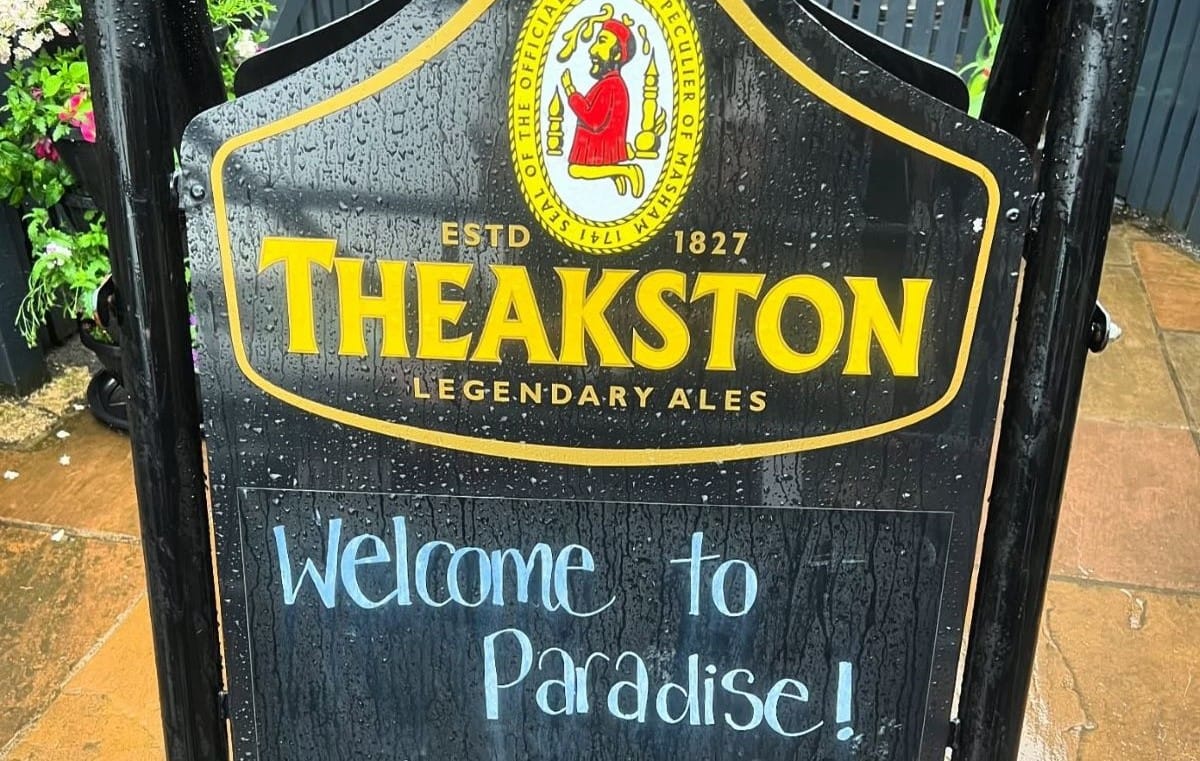 SEAL OF THE OFFICIAL PECULIER OF MASHAM 1741
ESTD 1827
THEAKSTON
LEGENDARY ALES
Welcome to
Paradise!